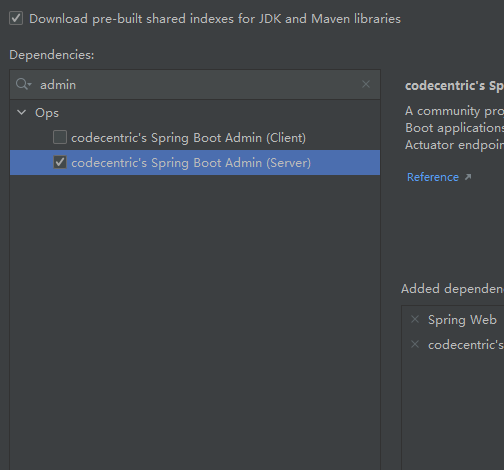 Download pre-built shared indexes for JDK and Maven libraries
Dependencies:
admin
Ops
codecentric's Spring Boot Admin (Client)
codecentric's Spring Boot Admin (Server)
codecentric's Sp
A community pro
Boot applications
Actuator endpoin
Reference
Added dependen
Spring Web
codecentric's